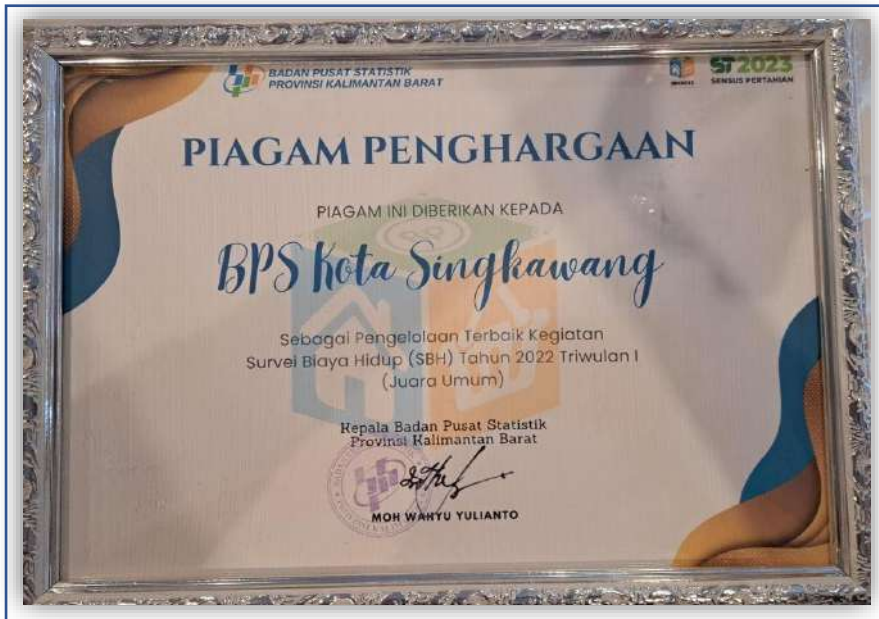 BADAN PUSAT STATISTIK
PROVINSI KALIMANTAN BARAT
ST 2023
SENSUS PERTANIAN
PIAGAM PENGHARGAAN
PIAGAM INI DIBERIKAN KEPADA
BPS Kota Singkawang
Sebagai Pengelolaan Terbaik Kegiatan
Survei Biaya Hidup (SBH) Tahun 2022 Triwulan I
(Juara Umum)
Kepala Badan Pusat Statistik
Provinsi Kalimantan Barat
MOH WAHYU YULIANTO